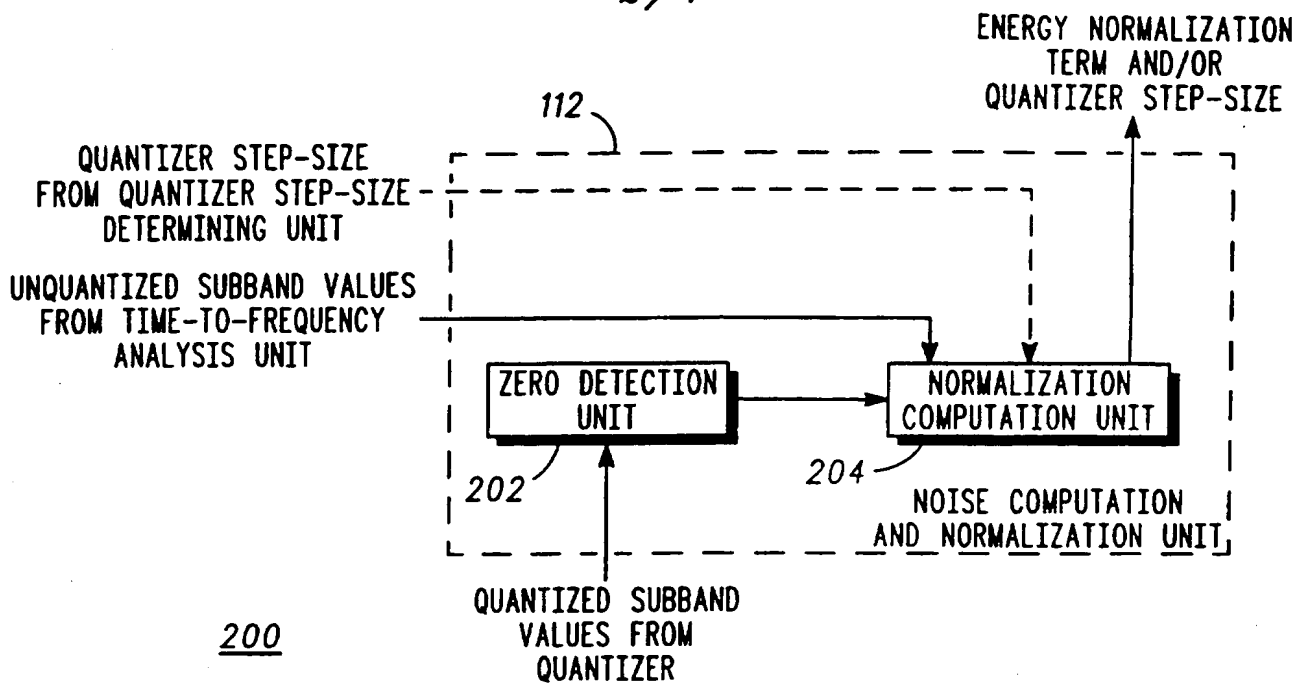 ENERGY NORMALIZATION
TERM AND/OR
QUANTIZER STEP-SIZE
112
QUANTIZER STEP-SIZE
FROM QUANTIZER STEP-SIZE
DETERMINING UNIT
UNQUANTIZED SUBBAND VALUES
FROM TIME-TO-FREQUENCY
ANALYSIS UNIT
ZERO DETECTION
UNIT
NORMALIZATION
COMPUTATION UNIT
202
204
NOISE COMPUTATION
AND NORMALIZATION UNIT
QUANTIZED SUBBAND
VALUES FROM
QUANTIZER
200